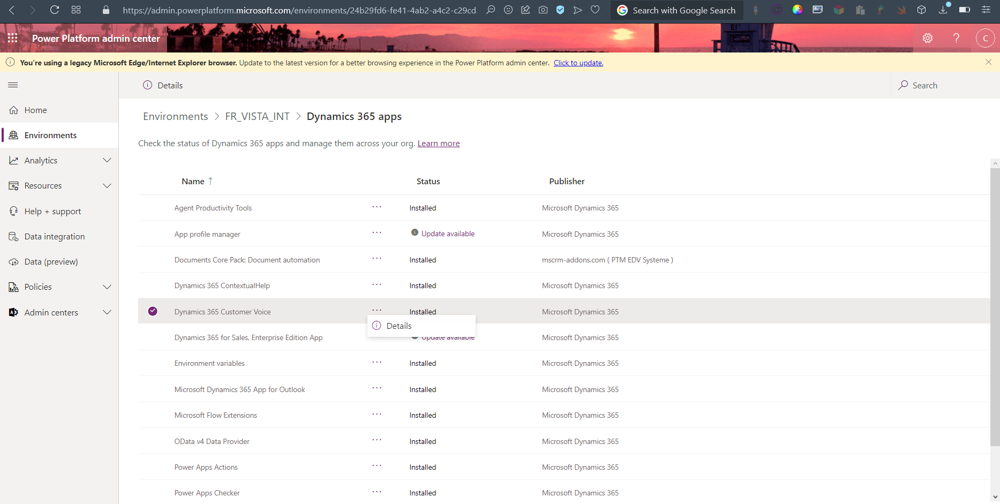 https://admin.powerplatform.microsoft.com/environments/24b29fd6-fe41-4ab2-a4c2-c29cd
Search with Google Search
Power Platform admin center
C
You're using a legacy Microsoft Edge/Internet Explorer browser. Update to the latest version for a better browsing experience in the Power Platform admin center. Click to update.
Details
Search
Home
Environments
Analytics
Resources
Help + support
Data integration
Data (preview)
Policies
Admin centers
Environments > FR_VISTA_INT > Dynamics 365 apps
Check the status of Dynamics 365 apps and manage them across your org. Learn more
Name ↑ Status Publisher
Agent Productivity Tools ... Installed Microsoft Dynamics 365
App profile manager ... Update available Microsoft Dynamics 365
Documents Core Pack: Document automation ... Installed mscrm-addons.com ( PTM EDV Systeme )
Dynamics 365 ContextualHelp ... Installed Microsoft Dynamics 365
Dynamics 365 Customer Voice ... Installed Microsoft Dynamics 365
Details
Dynamics 365 for Sales, Enterprise Edition App Update available Microsoft Dynamics 365
Environment variables ... Installed Microsoft Dynamics 365
Microsoft Dynamics 365 App for Outlook ... Installed Microsoft Dynamics 365
Microsoft Flow Extensions ... Installed Microsoft Dynamics 365
OData v4 Data Provider ... Installed Microsoft Dynamics 365
Power Apps Actions ... Installed Microsoft Dynamics 365
Power Apps Checker ... Installed Microsoft Dynamics 365